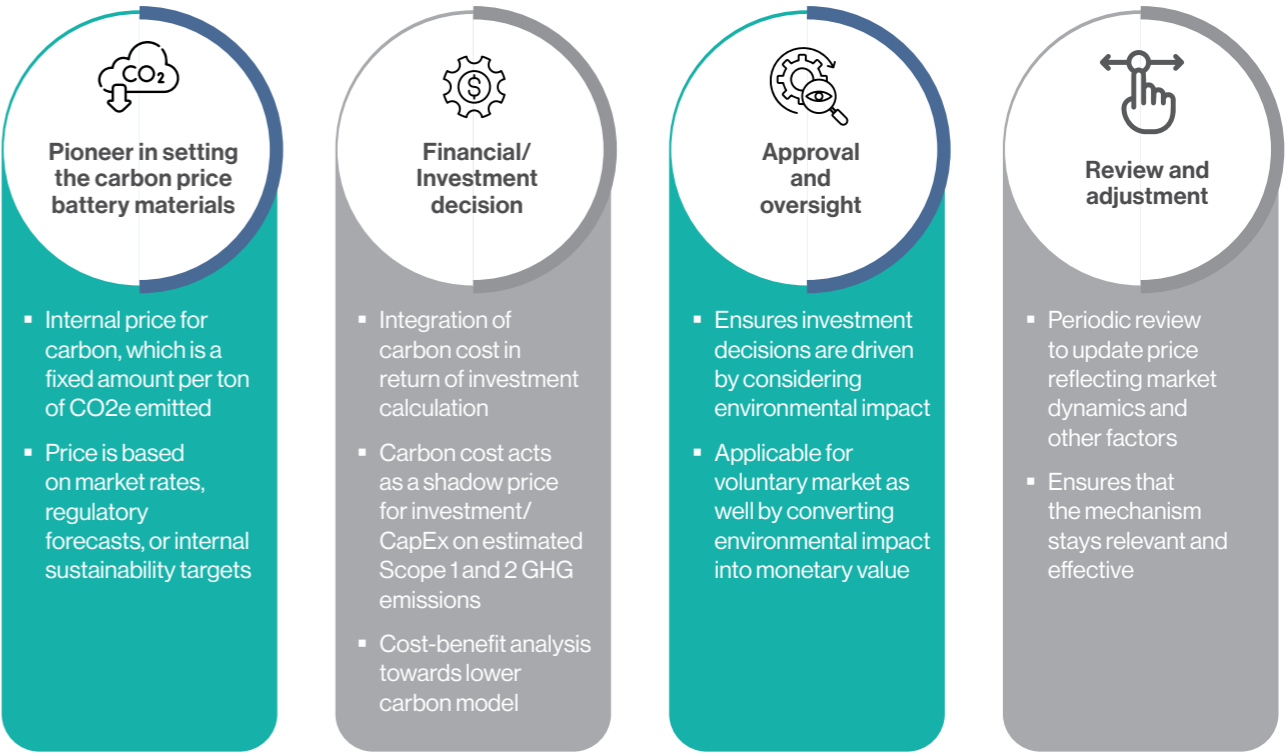 CO₂
Pioneer in setting
the carbon price
battery materials
▪ Internal price for
carbon, which is a
fixed amount per ton
of CO2e emitted
▪ Price is based
on market rates,
regulatory
forecasts, or internal
sustainability targets
$
Financial/
Investment
decision
▪ Integration of
carbon cost in
return of investment
calculation
▪ Carbon cost acts
as a shadow price
for investment/
CapEx on estimated
Scope 1 and 2 GHG
emissions
▪ Cost-benefit analysis
towards lower
carbon model
Approval
and
oversight
▪ Ensures investment
decisions are driven
by considering
environmental impact
▪ Applicable for
voluntary market as
well by converting
environmental impact
into monetary value
Review and
adjustment
▪ Periodic review
to update price
reflecting market
dynamics and
other factors
▪ Ensures that
the mechanism
stays relevant and
effective